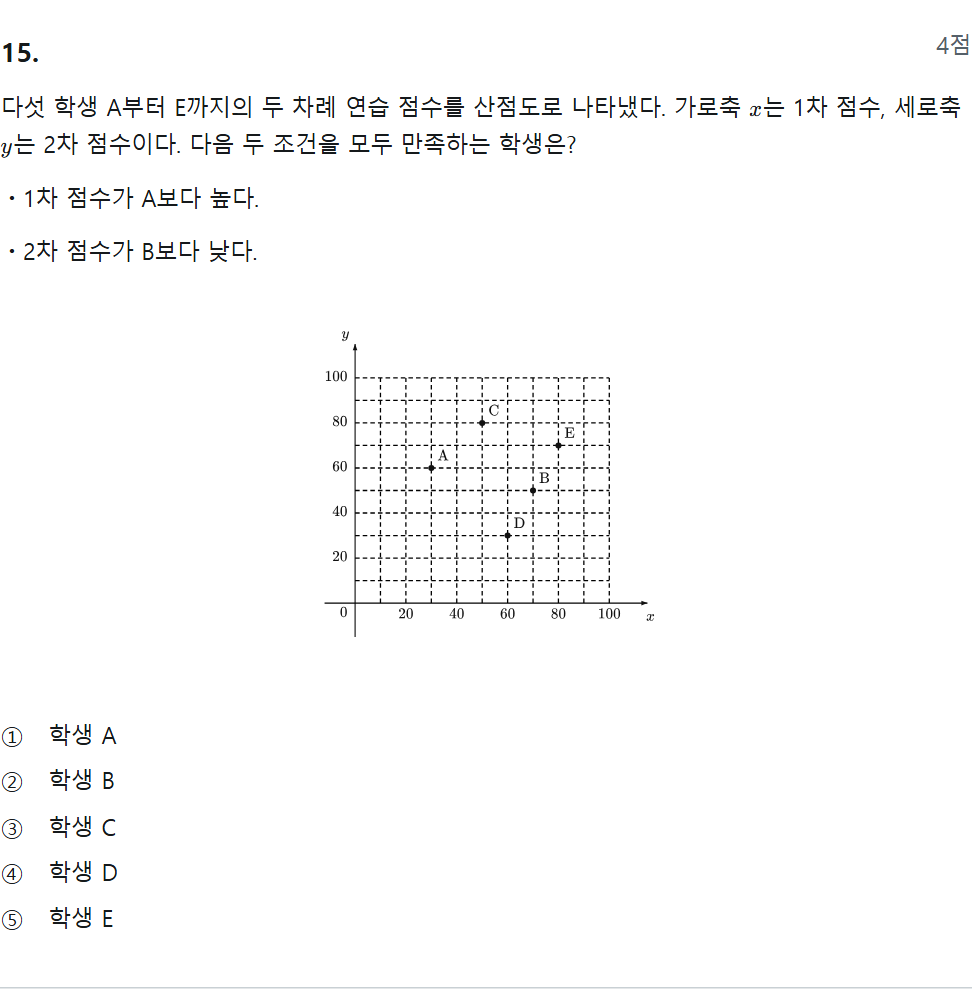 15.
4점
다섯 학생 A부터 E까지의 두 차례 연습 점수를 산점도로 나타냈다. 가로축 x는 1차 점수, 세로축
y는 2차 점수이다. 다음 두 조건을 모두 만족하는 학생은?
· 1차 점수가 A보다 높다.
· 2차 점수가 B보다 낮다.
y
100
C
80
E
A
60
B
40
D
20
0 20 40 60 80 100 x
① 학생 A
② 학생 B
③ 학생 C
④ 학생 D
⑤ 학생 E